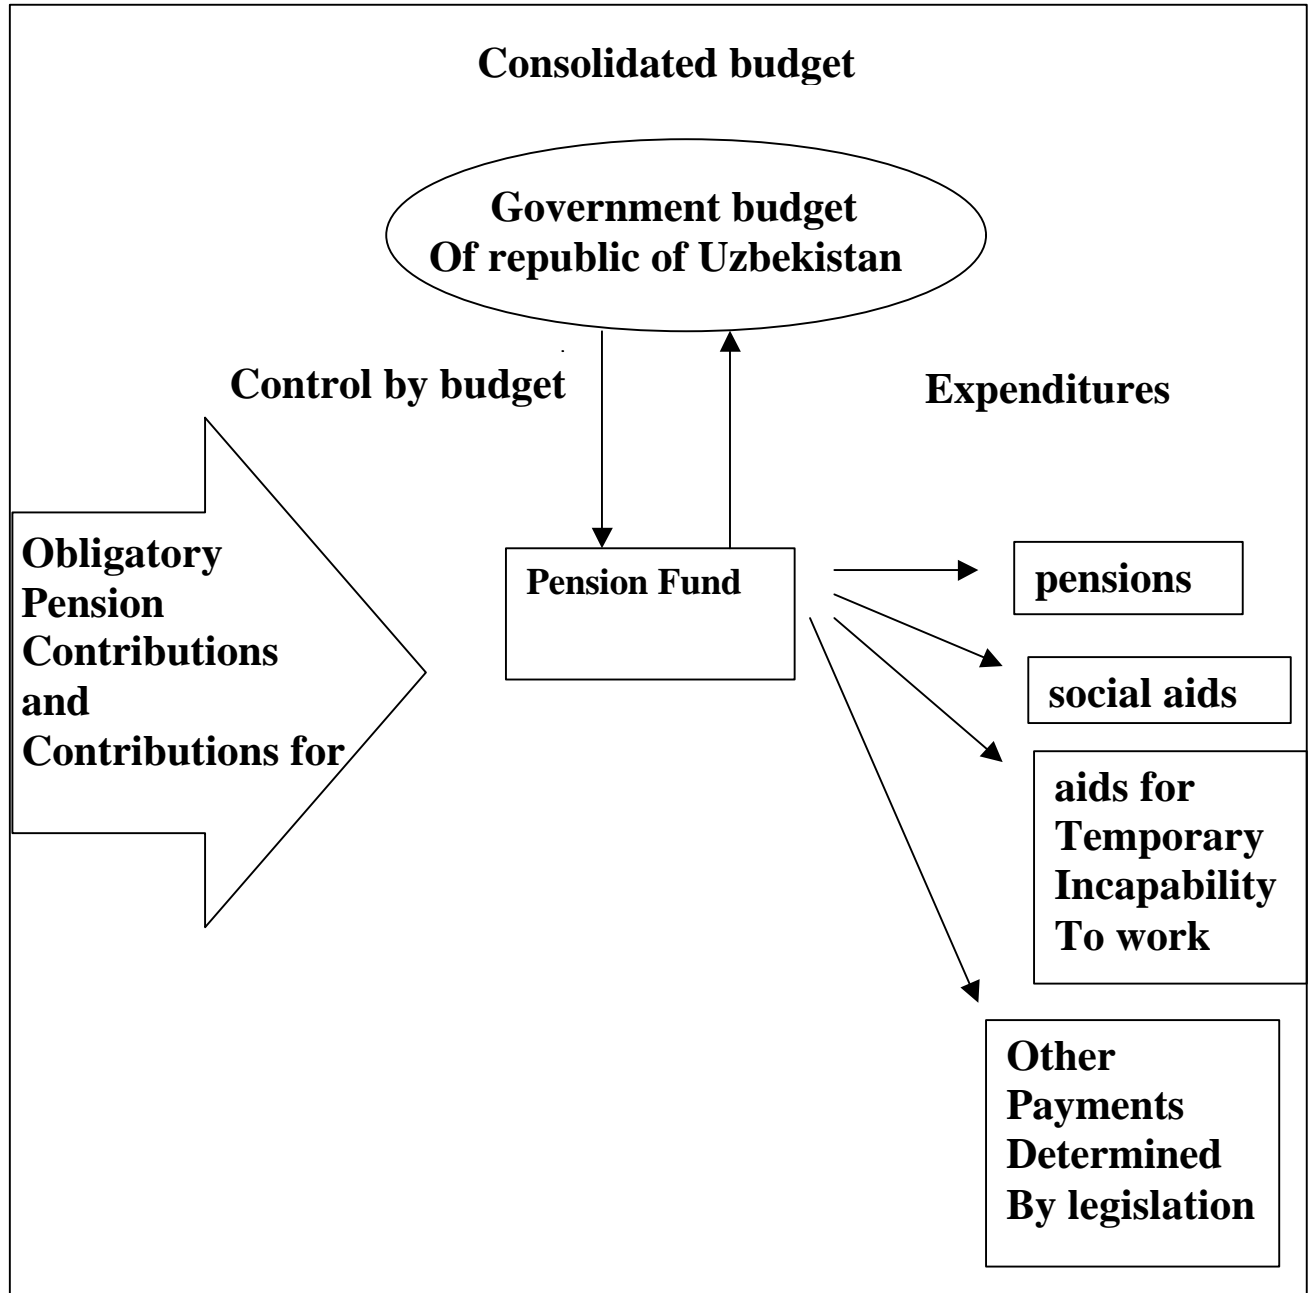 Consolidated budget
Government budget
Of republic of Uzbekistan
Control by budget
Expenditures
Obligatory
Pension
Contributions
and
Contributions for
Pension Fund
pensions
social aids
aids for
Temporary
Incapability
To work
Other
Payments
Determined
By legislation